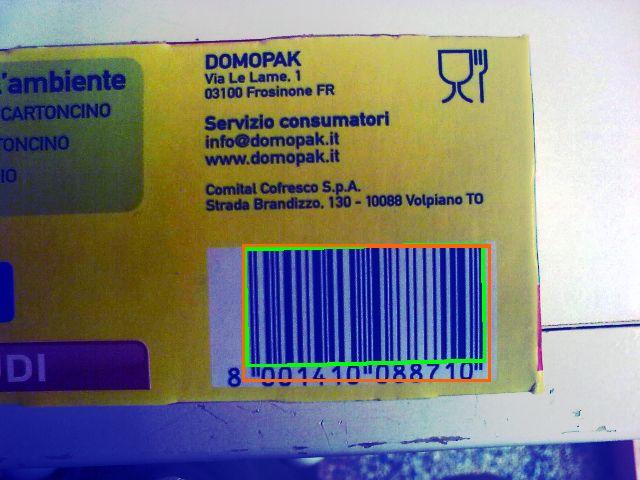 'ambiente
CARTONCINO
TONCINO
IO
DOMOPAK
Via Le Lame, 1
03100 Frosinone FR
Servizio consumatori
info@domopak.it
www.domopak.it
Comital Cofresco S.p.A.
Strada Brandizzo, 130 - 10088 Volpiano TO
UDI
8 "001410"088710"